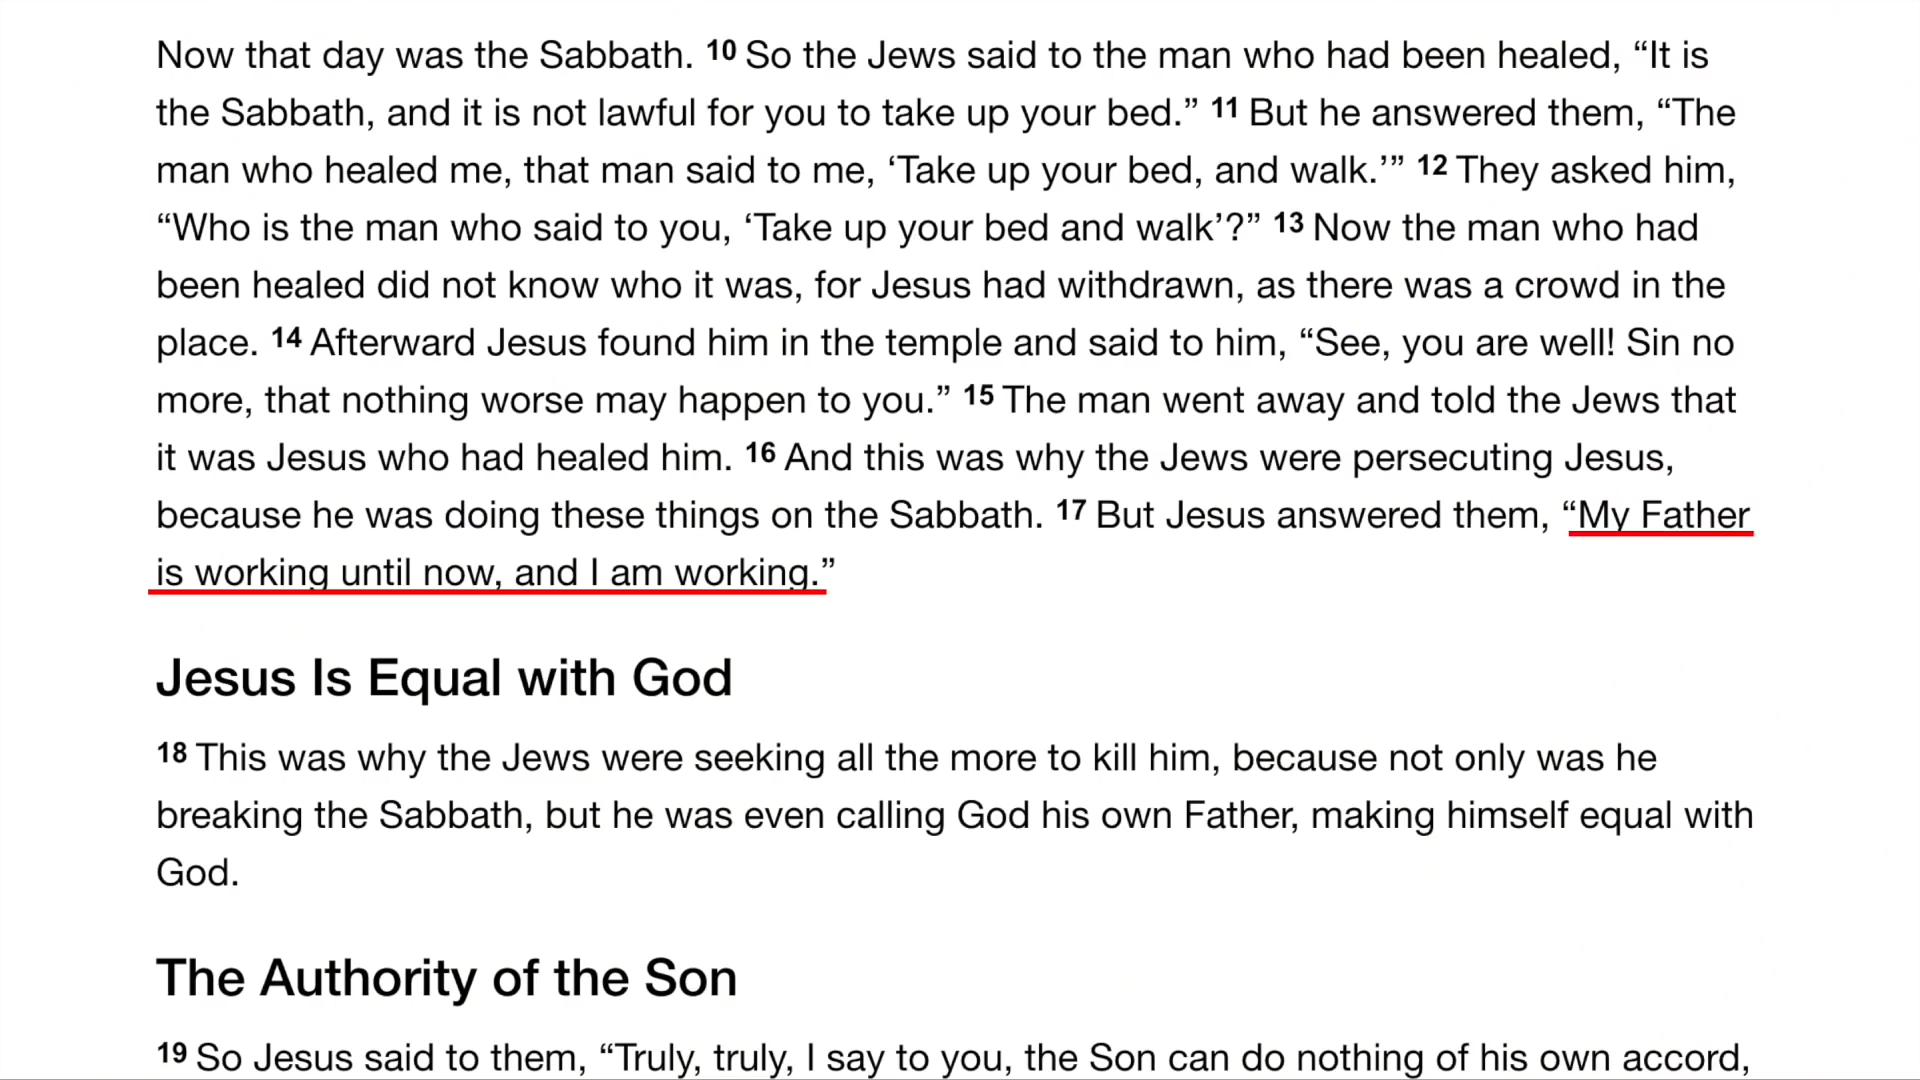 Now that day was the Sabbath. 10 So the Jews said to the man who had been healed, “It is
the Sabbath, and it is not lawful for you to take up your bed.” 11 But he answered them, “The
man who healed me, that man said to me, ‘Take up your bed, and walk.’” 12 They asked him,
“Who is the man who said to you, ‘Take up your bed and walk’?” 13 Now the man who had
been healed did not know who it was, for Jesus had withdrawn, as there was a crowd in the
place. 14 Afterward Jesus found him in the temple and said to him, “See, you are well! Sin no
more, that nothing worse may happen to you.” 15 The man went away and told the Jews that
it was Jesus who had healed him. 16 And this was why the Jews were persecuting Jesus,
because he was doing these things on the Sabbath. 17 But Jesus answered them, “My Father
is working until now, and I am working.”
Jesus Is Equal with God
18 This was why the Jews were seeking all the more to kill him, because not only was he
breaking the Sabbath, but he was even calling God his own Father, making himself equal with
God.
The Authority of the Son
19 So Jesus said to them, “Truly, truly, I say to you, the Son can do nothing of his own accord,